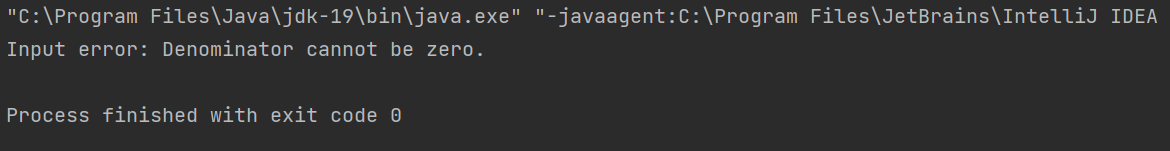 "C:\Program Files\Java\jdk-19\bin\java.exe" "-javaagent:C:\Program Files\JetBrains\IntelliJ IDEA
Input error: Denominator cannot be zero.
Process finished with exit code 0